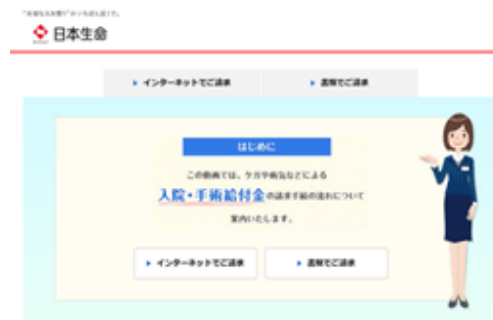 日本生命
インターネットでご請求
書類でご請求
はじめに
この動画では、ケガや病気などによる
入院・手術給付金の請求手続の流れについて
案内いたします。
インターネットでご請求
書類でご請求